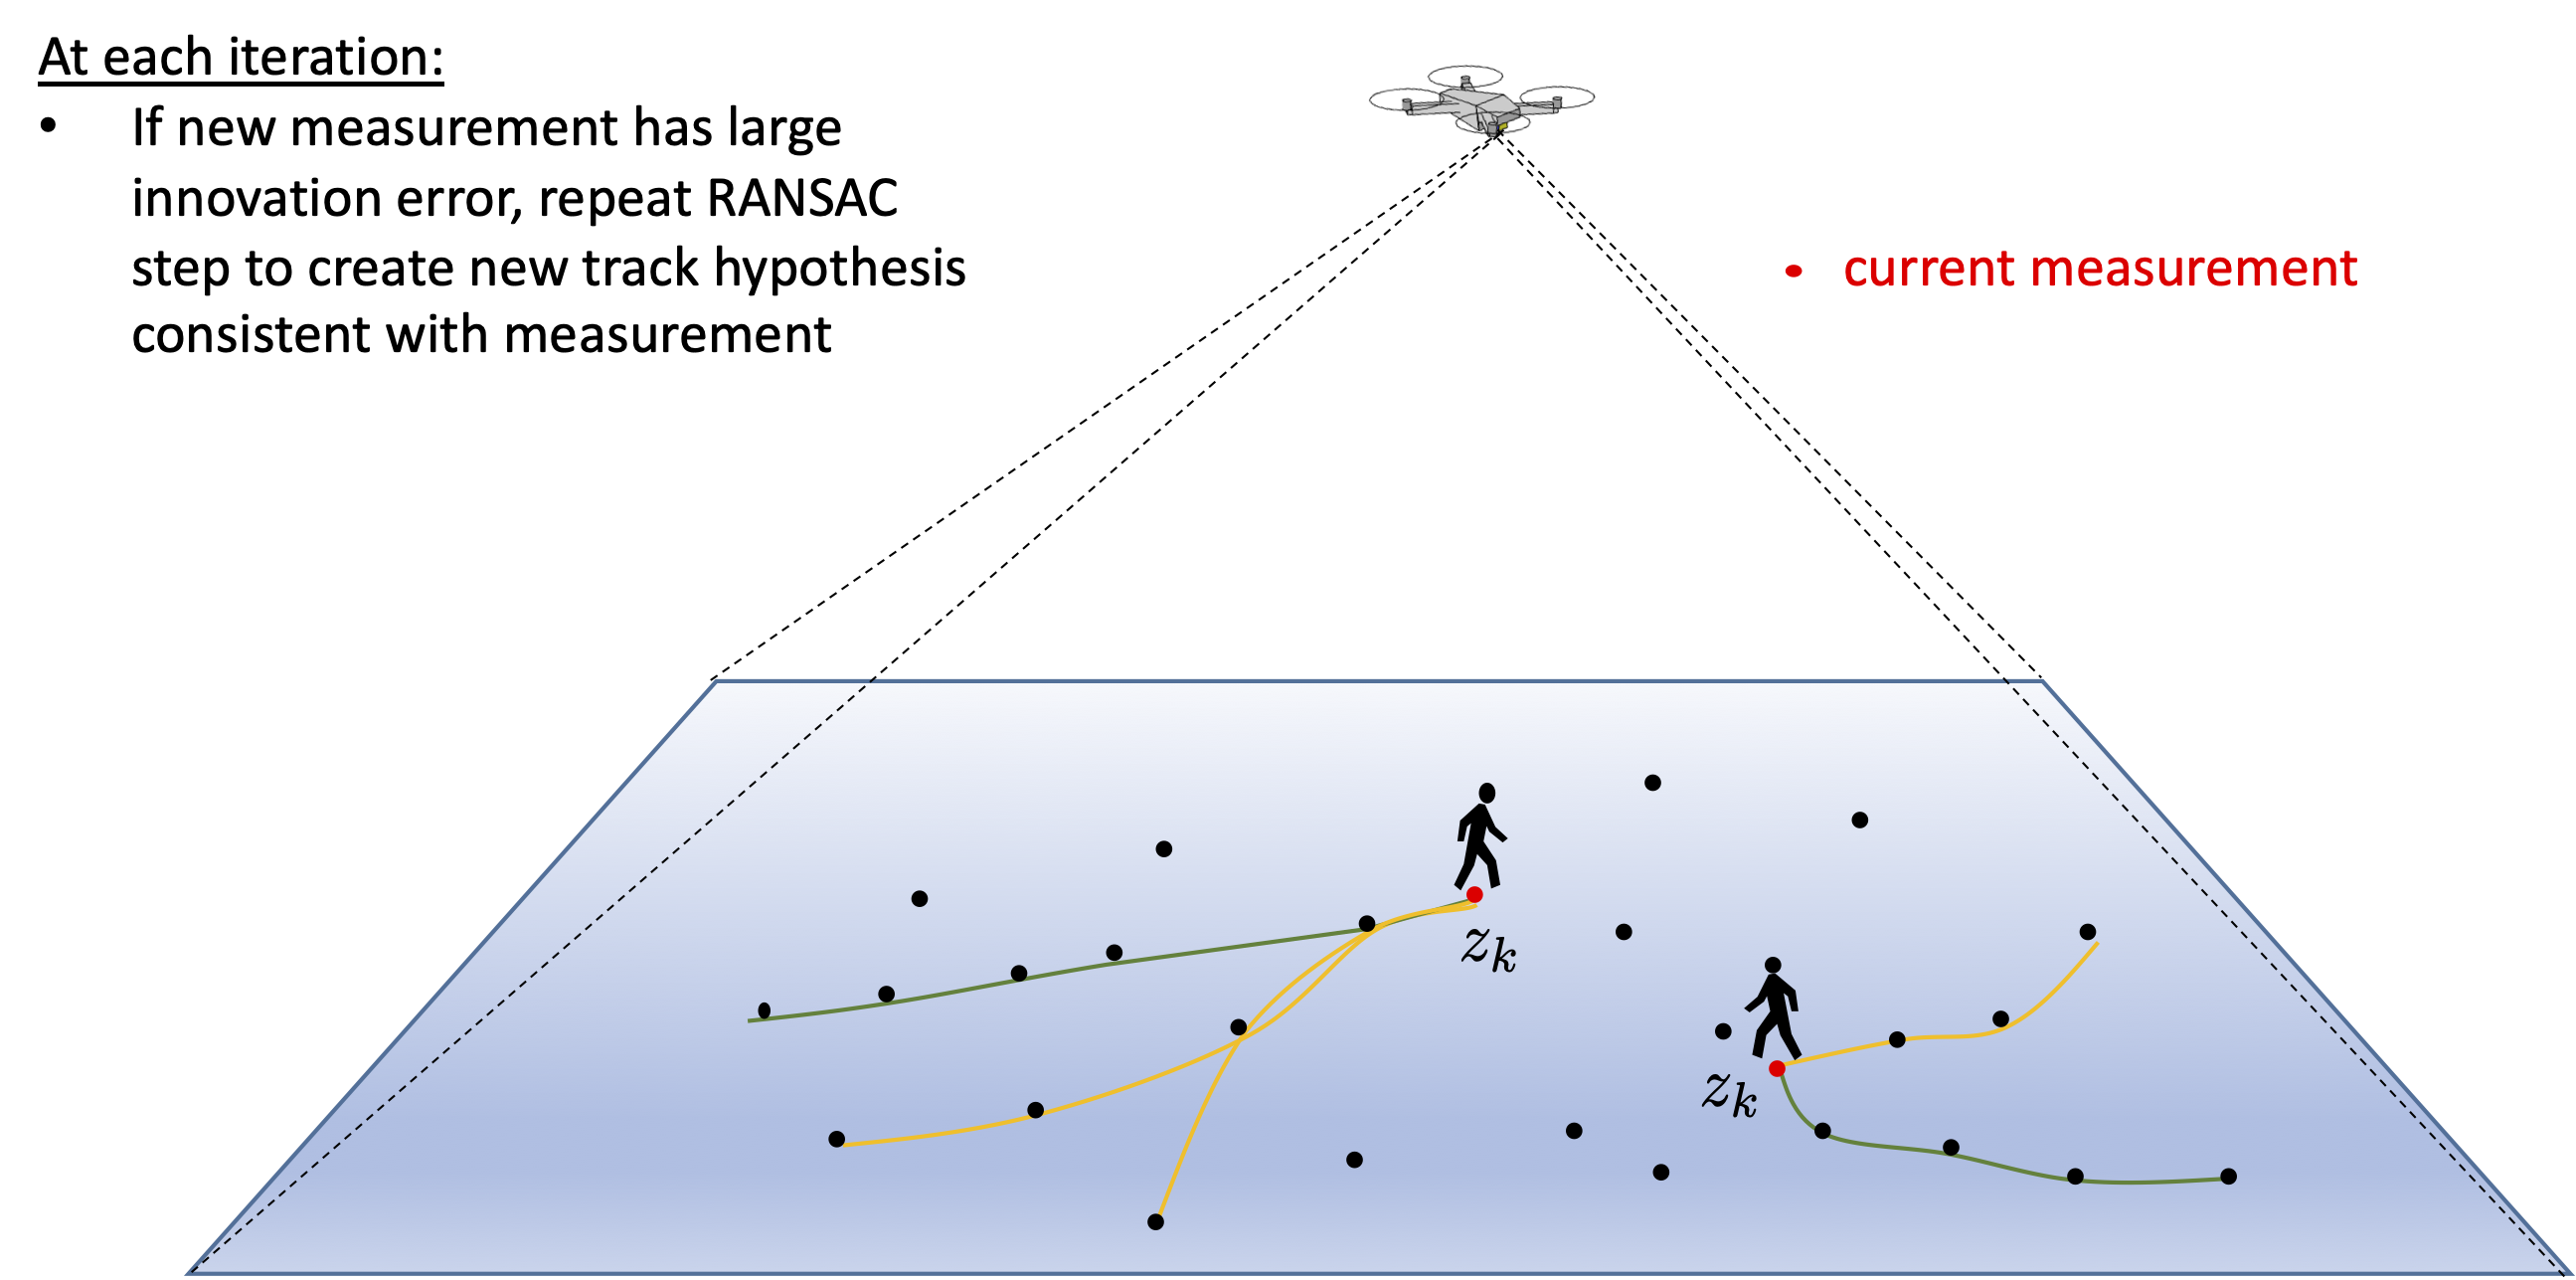 At each iteration:
• If new measurement has large
innovation error, repeat RANSAC
step to create new track hypothesis
consistent with measurement
• current measurement
z_k
z_k